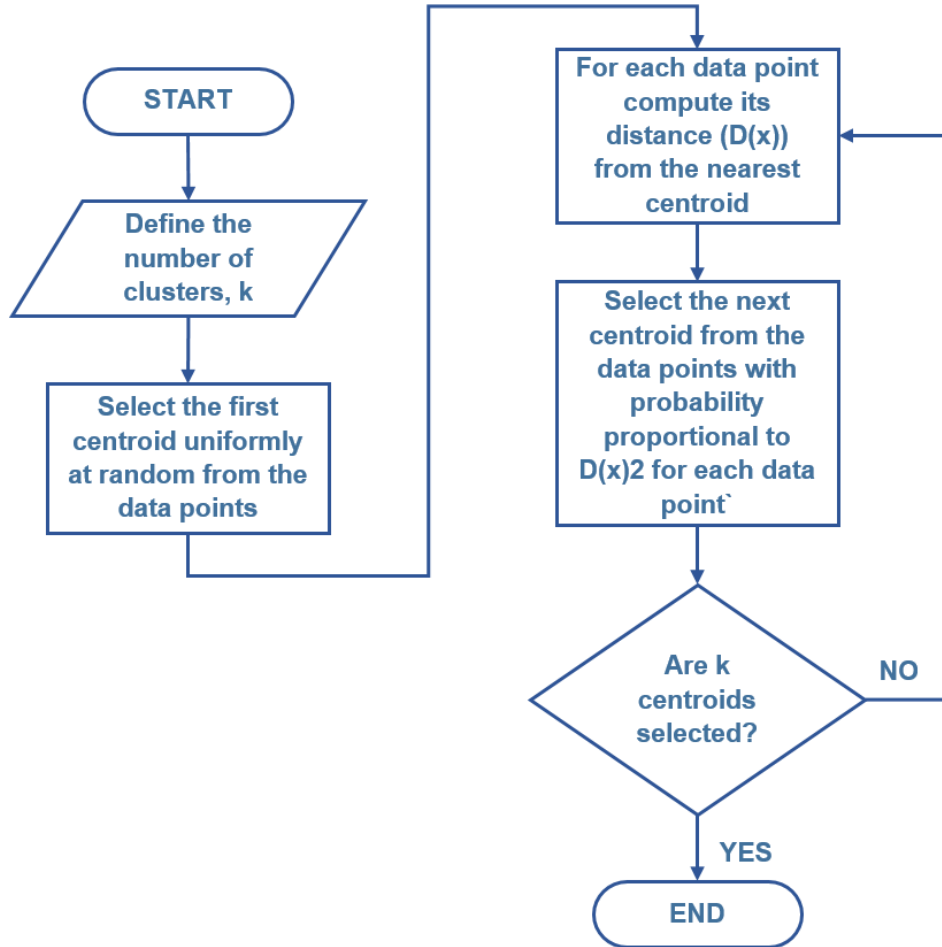 START
Define the
number of
clusters, k
Select the first
centroid uniformly
at random from the
data points
For each data point
compute its
distance (D(x))
from the nearest
centroid
Select the next
centroid from the
data points with
probability
proportional to
D(x)2 for each data
point`
Are k
centroids
selected?
NO
YES
END